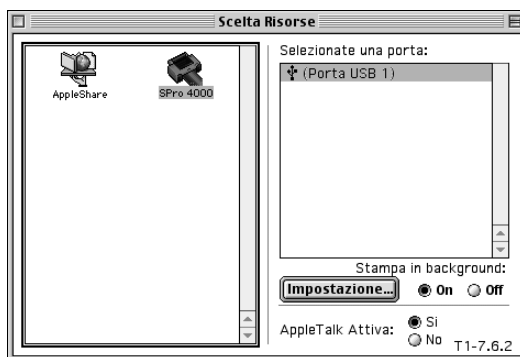 Scelta Risorse
AppleShare
SPro 4000
Selezionate una porta:
(Porta USB 1)
Stampa in background:
Impostazione...
On
Off
AppleTalk Attiva:
Si
No
T1-7.6.2